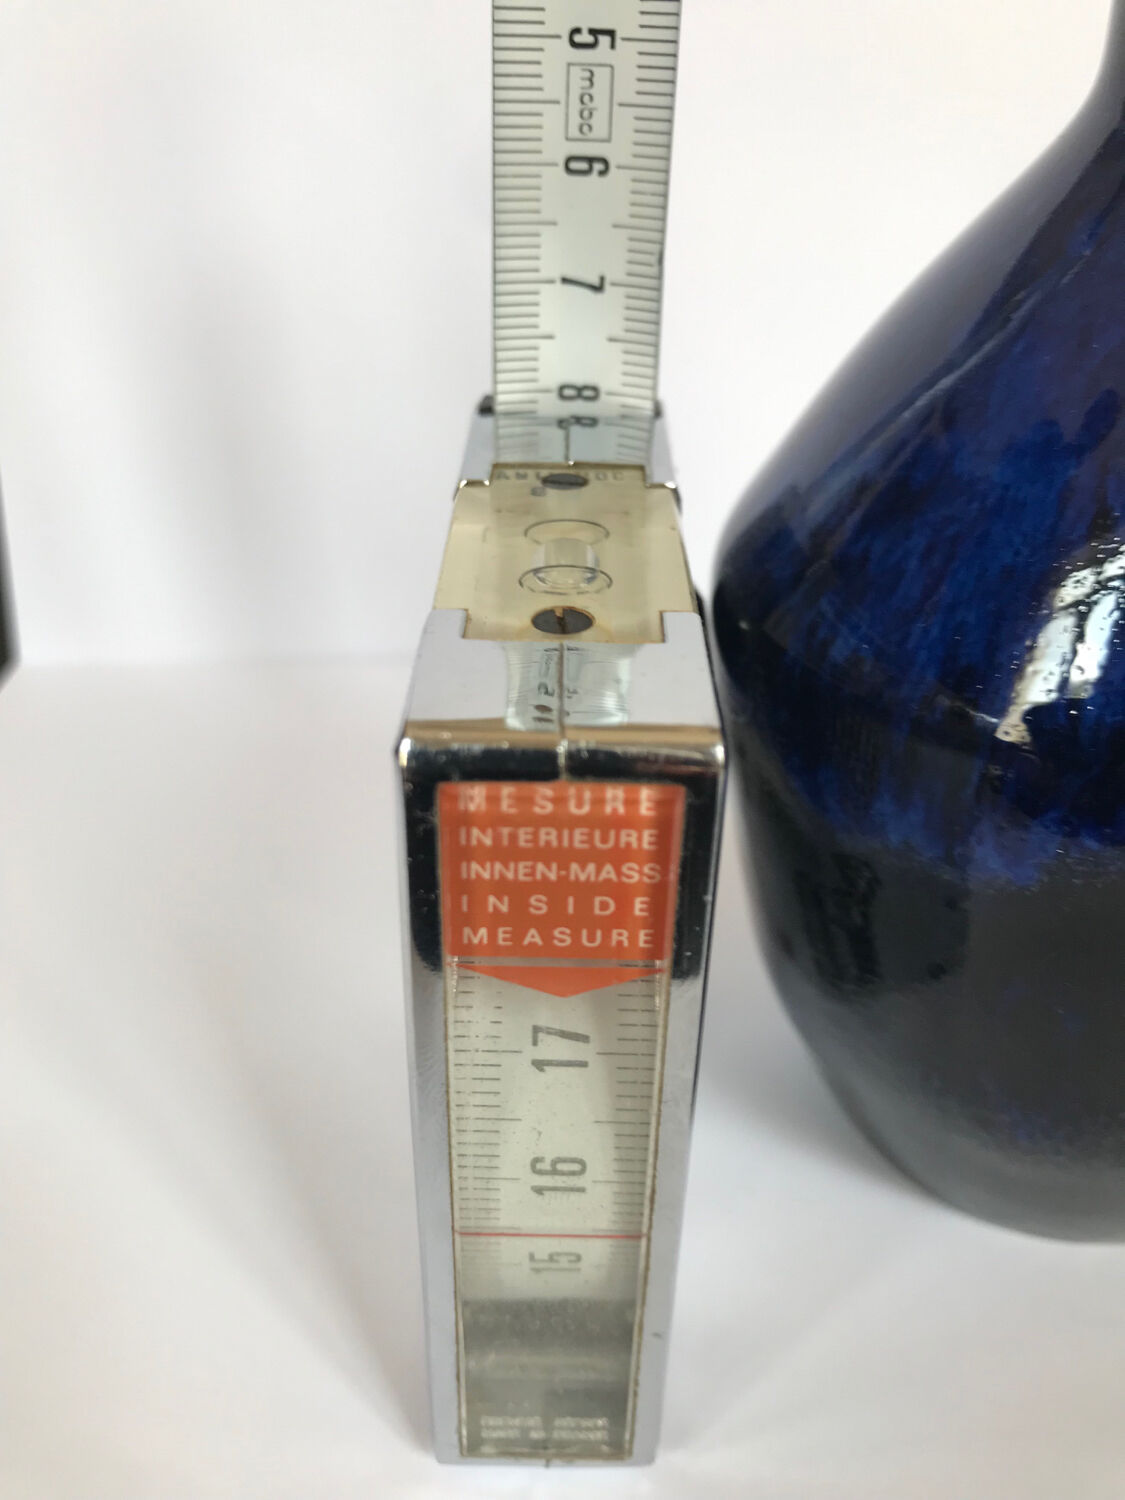 5
mabo
6
7
8
MESURE
INTERIEURE
INNEN-MASS
INSIDE
MEASURE
17
16
15